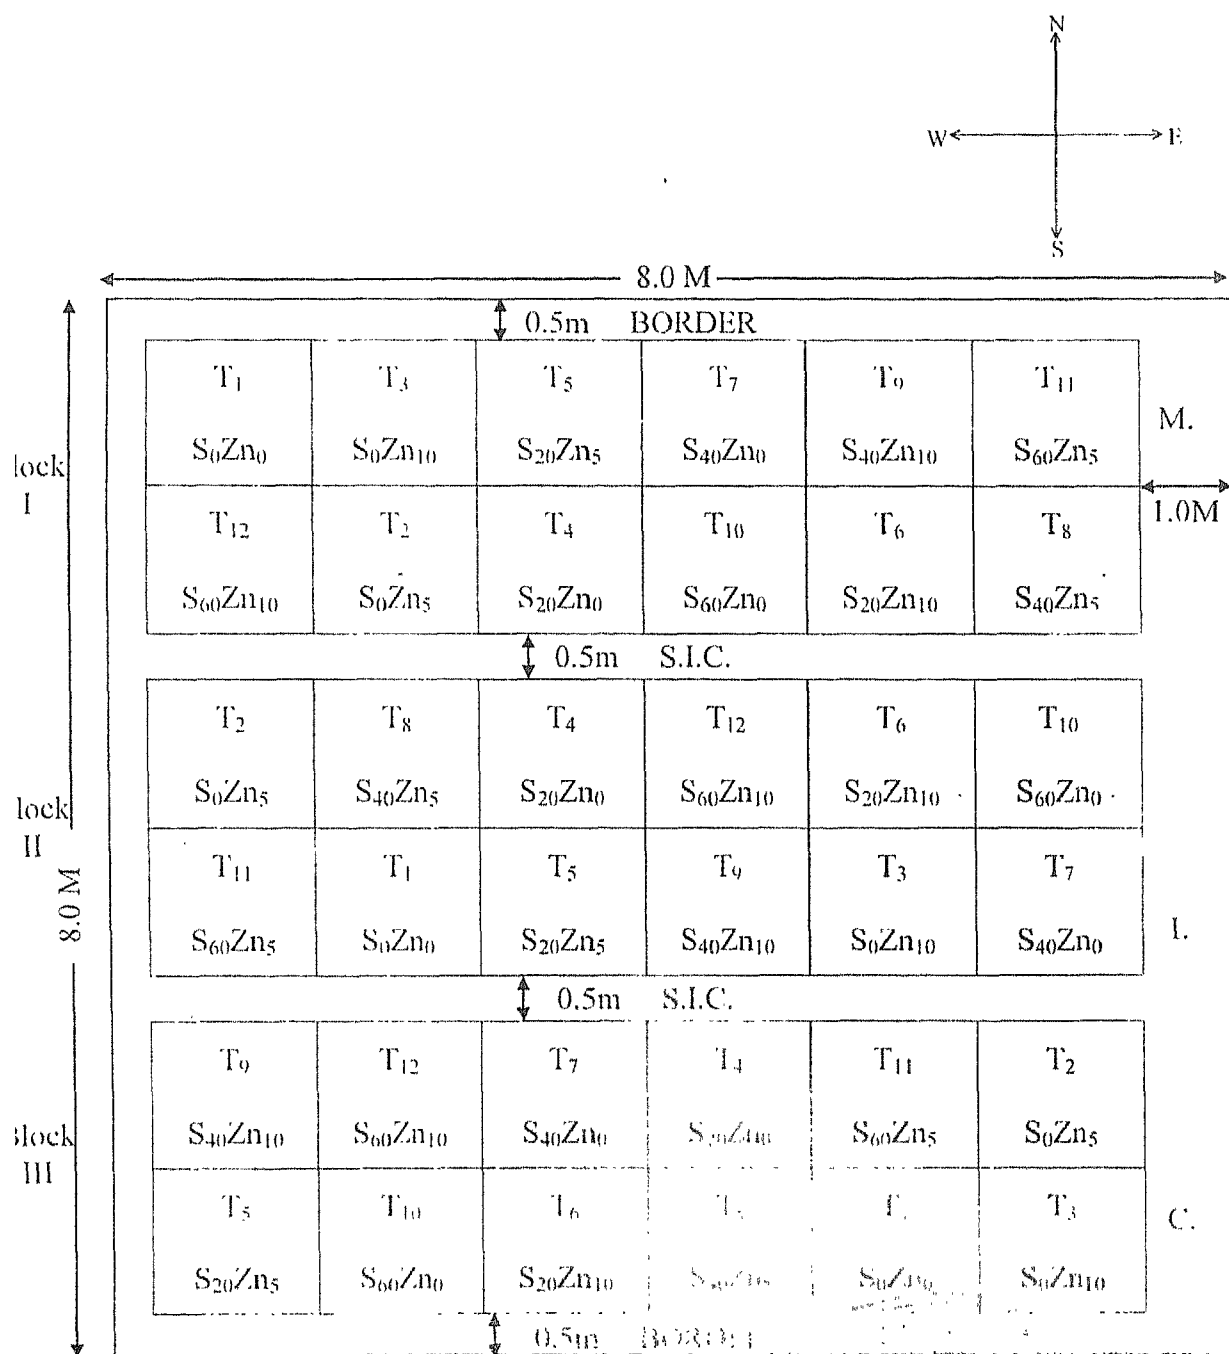 N
W E
S
8.0 M
0.5m BORDER
T1 T3 T5 T7 T9 T11
M.
S0Zn0 S0Zn10 S20Zn5 S40Zn0 S40Zn10 S60Zn5
lock
I
1.0M
T12 T2 T4 T10 T6 T8
S60Zn10 S0Zn5 S20Zn0 S60Zn0 S20Zn10 S40Zn5
0.5m S.I.C.
T2 T8 T4 T12 T6 T10
S0Zn5 S40Zn5 S20Zn0 S60Zn10 S20Zn10 S60Zn0
lock
II
8.0 M
T11 T1 T5 T9 T3 T7
I.
S60Zn5 S0Zn0 S20Zn5 S40Zn10 S0Zn10 S40Zn0
0.5m S.I.C.
T9 T12 T7 T4 T11 T2
S40Zn10 S60Zn10 S40Zn0 S20Zn0 S60Zn5 S0Zn5
lock
III
T5 T10 T6 T3
C.
S20Zn5 S60Zn0 S20Zn10 S0Zn0 S0Zn10
0.5m